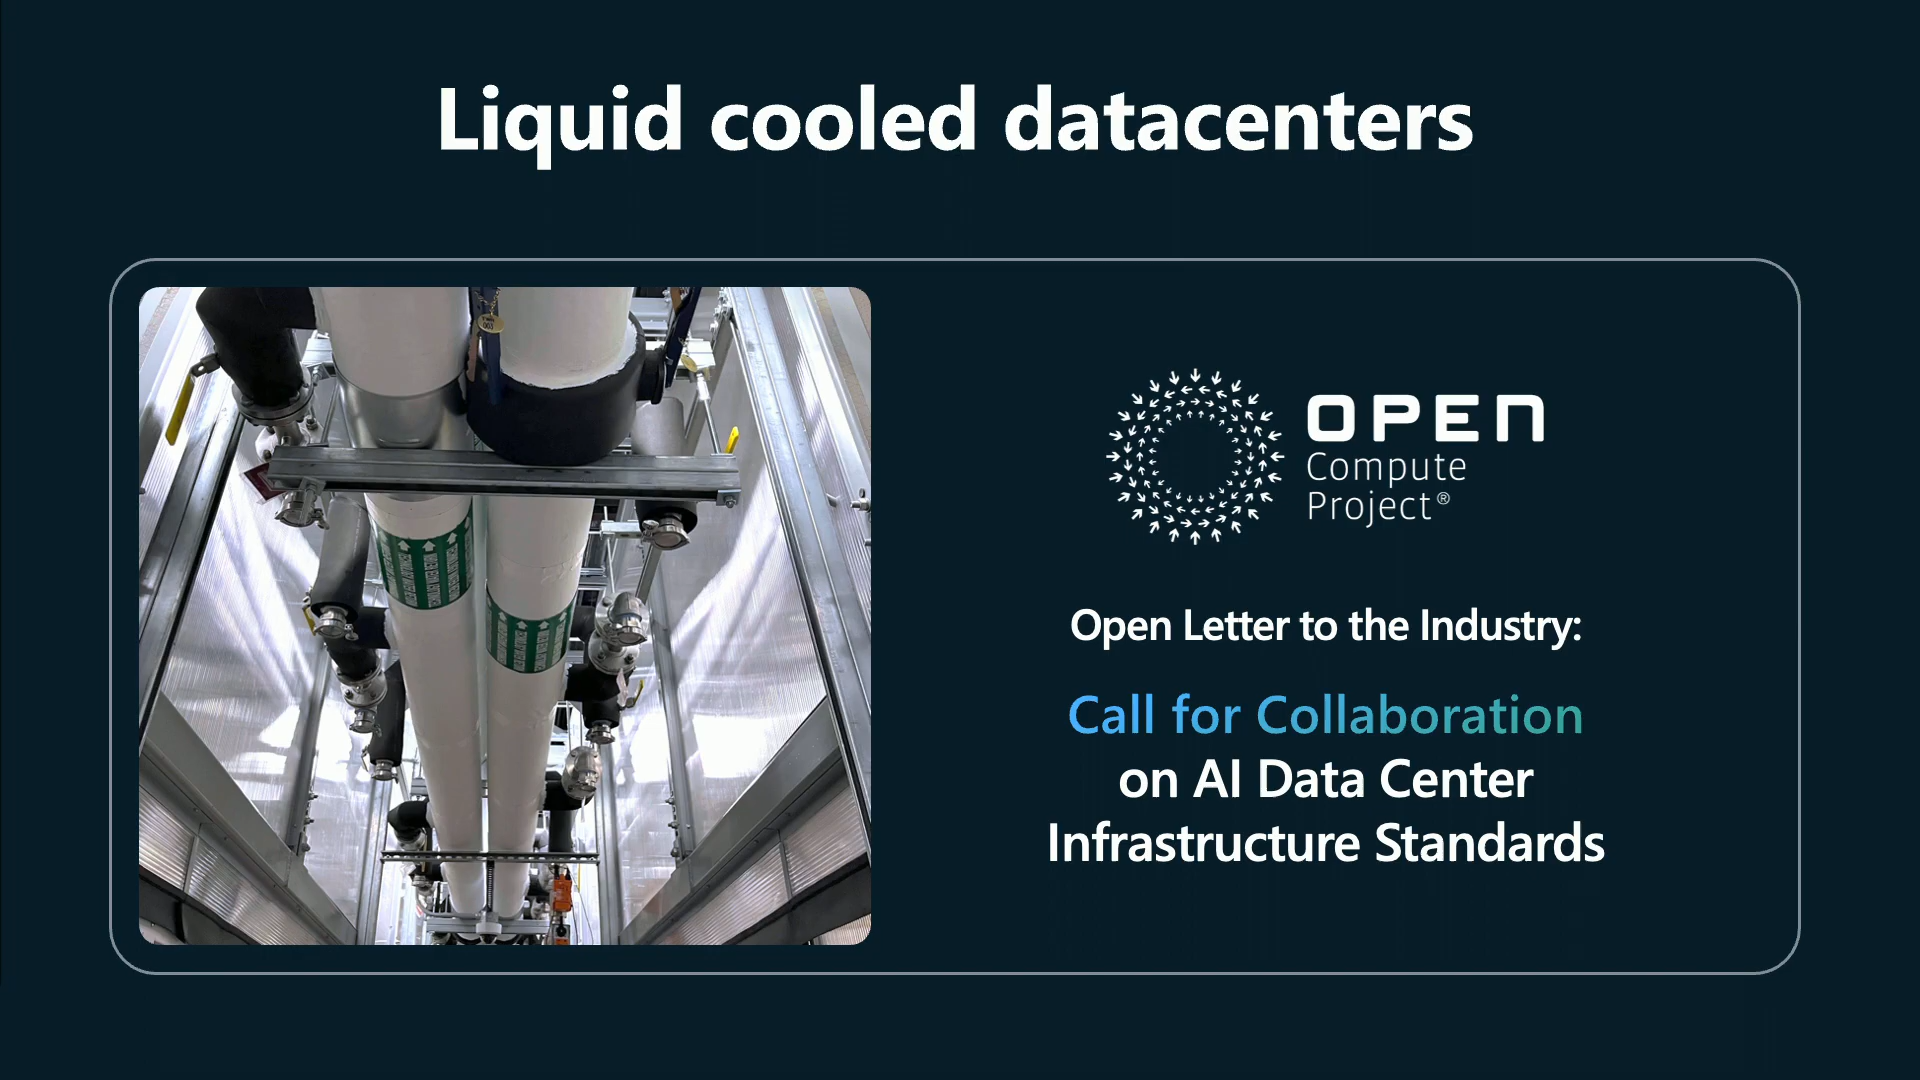 Liquid cooled datacenters
OPEN
Compute
Project®
Open Letter to the Industry:
Call for Collaboration
on AI Data Center
Infrastructure Standards